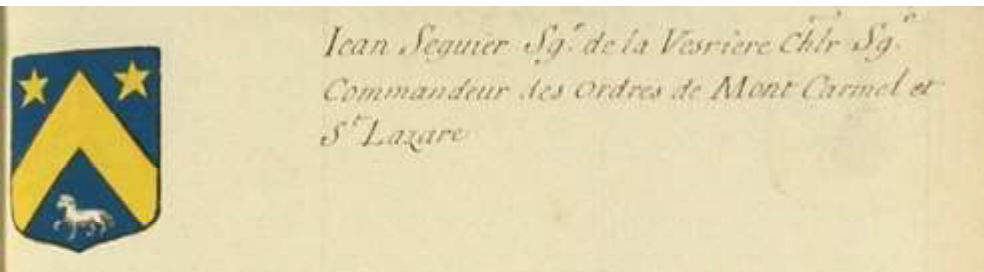 Iean Seguier Sgr. de la Vesriere Chlr Sgr.
Commandeur des Ordres de Mont Carmel et
St Lazare